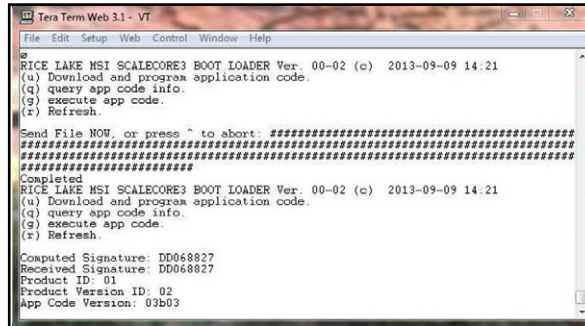 Tera Term Web 3.1 - VT
File Edit Setup Web Control Window Help
RICE LAKE MSI SCALECORE3 BOOT LOADER Ver. 00-02 (c) 2013-09-09 14:21
(u) Download and program application code.
(q) query app code info.
(g) execute app code.
(r) Refresh.
Send File NOW, or press ^ to abort: ############################################
################################################################################
################################################################################
#########################
Completed
RICE LAKE MSI SCALECORE3 BOOT LOADER Ver. 00-02 (c) 2013-09-09 14:21
(u) Download and program application code.
(q) query app code info.
(g) execute app code.
(r) Refresh.
Computed Signature: DD068827
Received Signature: DD068827
Product ID: 01
Product Version ID: 02
App Code Version: 03b03